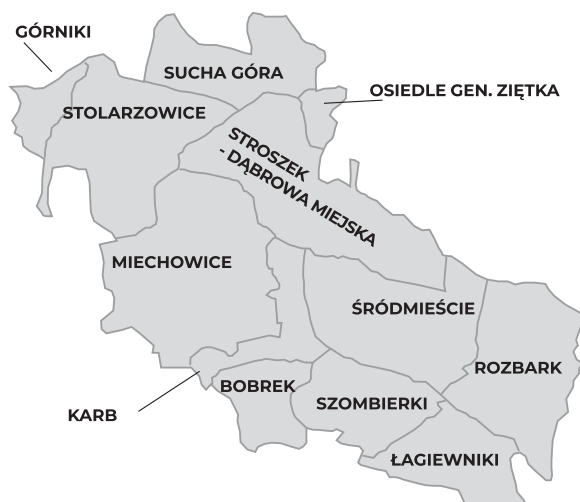 GÓRNIKI
SUCHA GÓRA
OSIEDLE GEN. ZIĘTKA
STOLARZOWICE
STROSZEK
- DĄBROWA MIEJSKA
MIECHOWICE
ŚRÓDMIEŚCIE
ROZBARK
BOBREK
SZOMBIERKI
KARB
ŁAGIEWNIKI